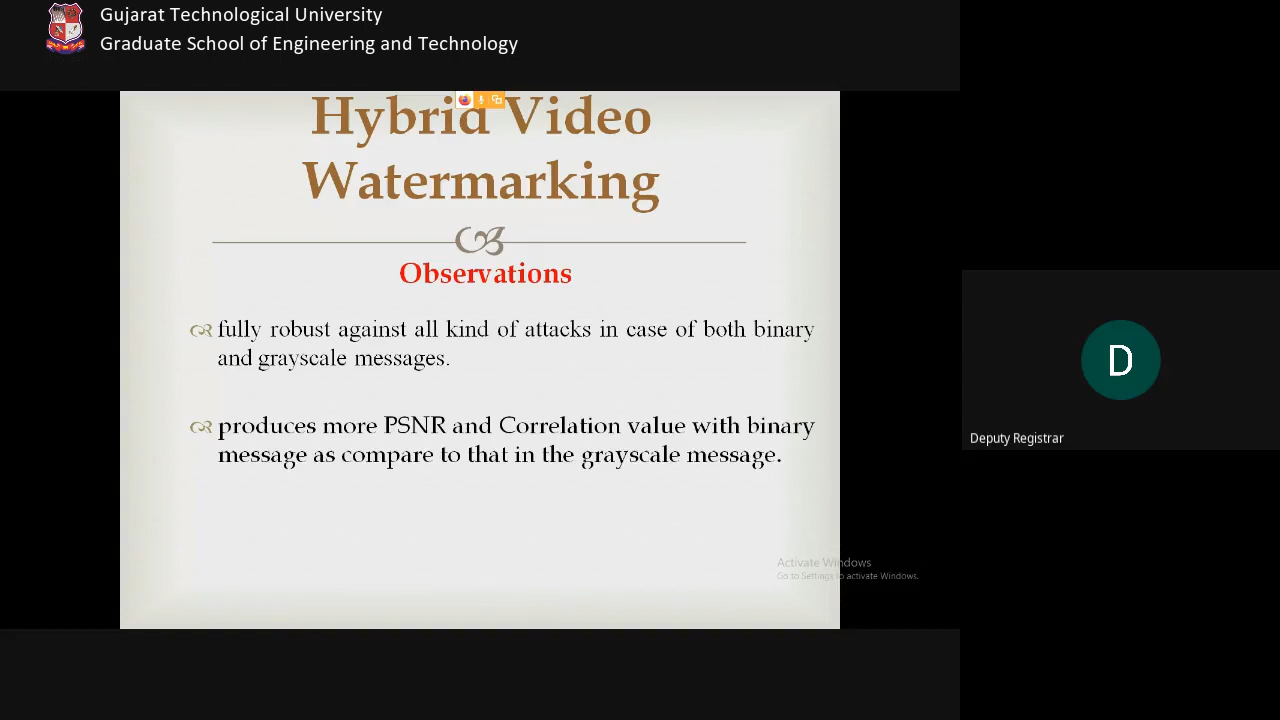 Gujarat Technological University
Graduate School of Engineering and Technology
Hybrid Video
Watermarking
Observations
fully robust against all kind of attacks in case of both binary
and grayscale messages.
produces more PSNR and Correlation value with binary
message as compare to that in the grayscale message.
Activate Windows
Go to Settings to activate Windows.
D
Deputy Registrar